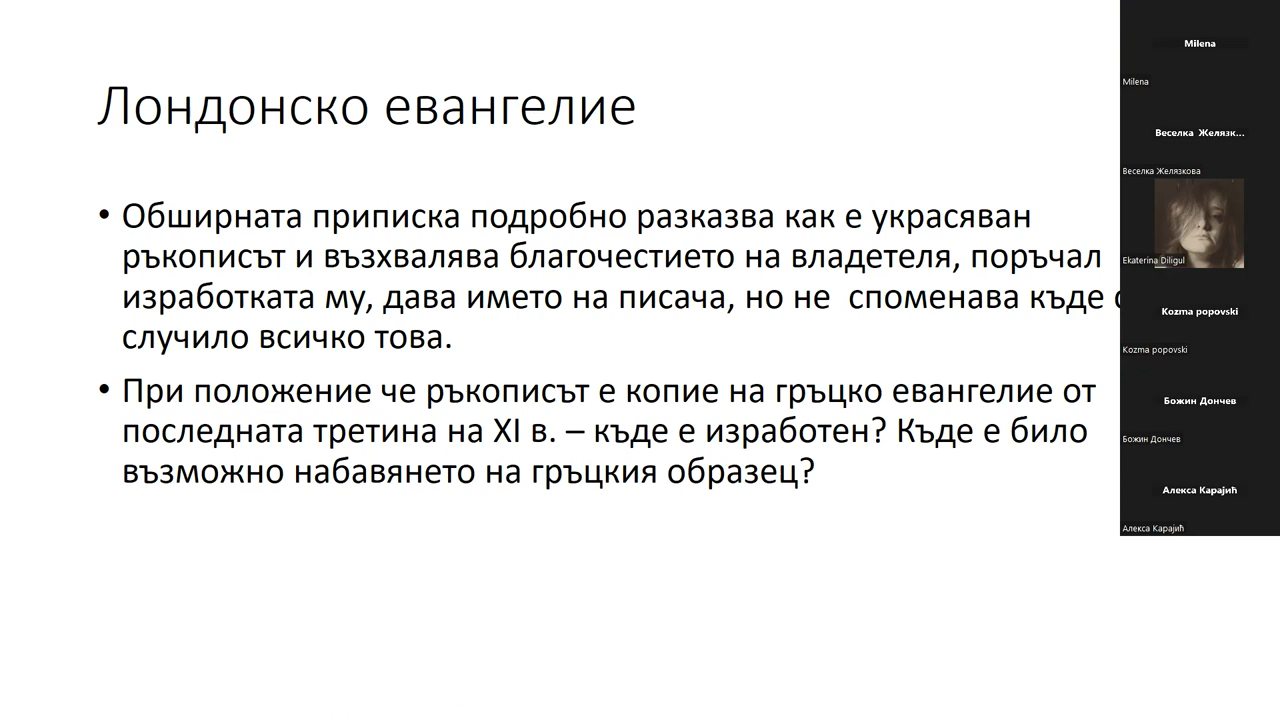 Лондонско евангелие
• Обширната приписка подробно разказва как е украсяван
ръкописът и възхвалява благочестието на владетеля, поръчал
изработката му, дава името на писача, но не  споменава къде
случило всичко това.
• При положение че ръкописът е копие на гръцко евангелие от
последната третина на XI в. – къде е изработен? Къде е било
възможно набавянето на гръцкия образец?
Milena
Milena
Веселка Желязк...
Веселка Желязкова
Ekaterina Diligul
Kozma popovski
Kozma popovski
Божин Дончев
Божин Дончев
Алекса Карајић
Алекса Карајић